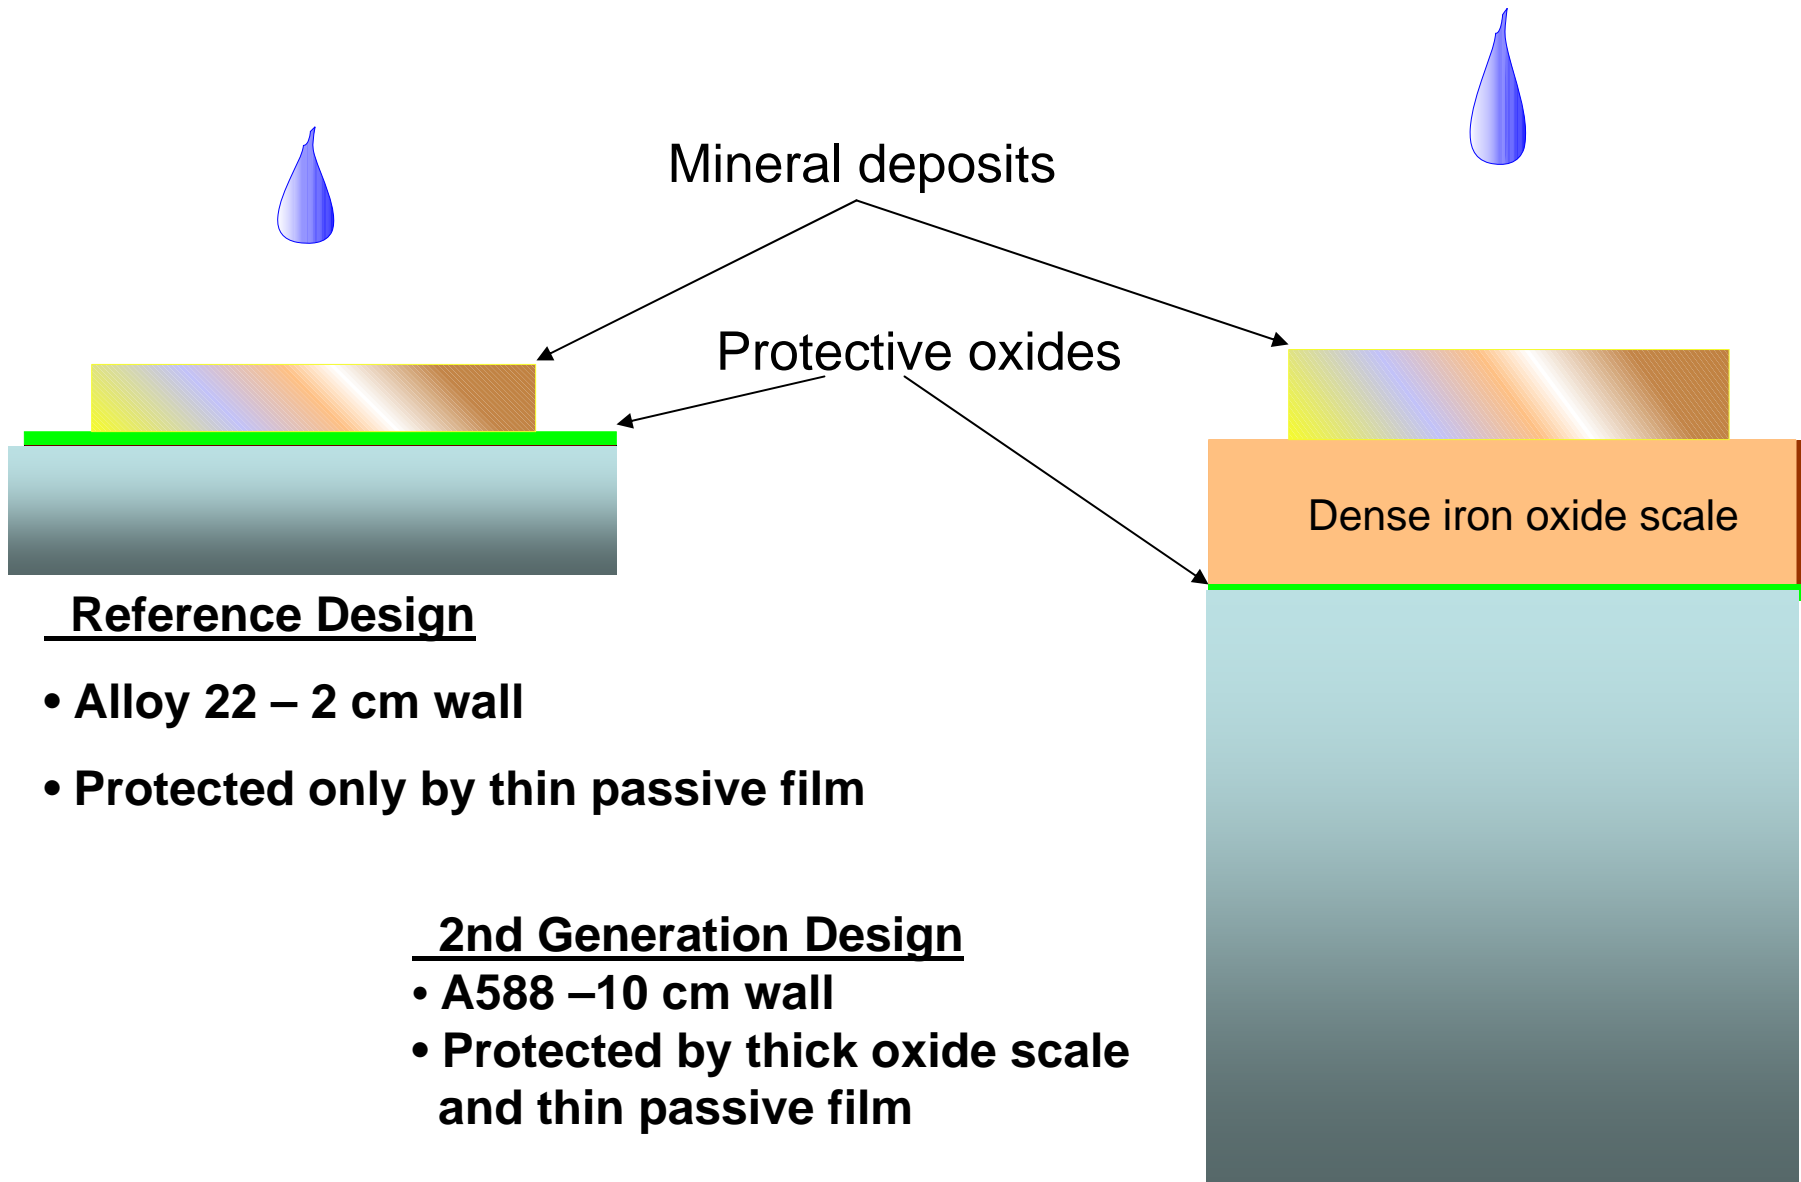 Mineral deposits
Protective oxides
Dense iron oxide scale
Reference Design
• Alloy 22 – 2 cm wall
• Protected only by thin passive film
2nd Generation Design
• A588 –10 cm wall
• Protected by thick oxide scale
and thin passive film